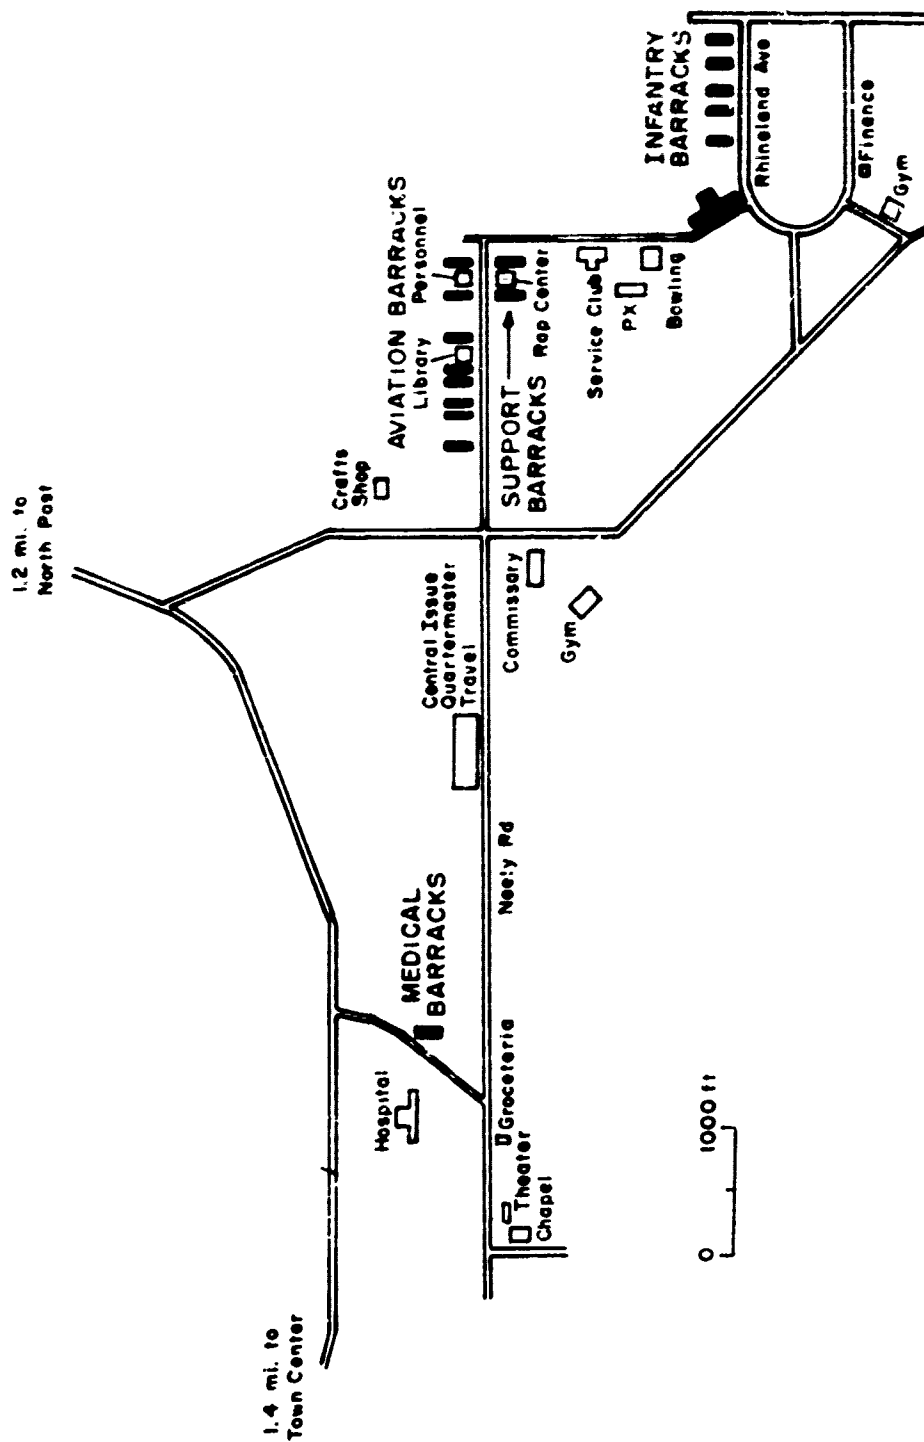 1.2 mi. to
North Post
1.4 mi. to
Town Center
Crafts
Shop
AVIATION BARRACKS
Library
Personnel
INFANTRY
BARRACKS
Rhineland Ave
Finance
Gym
SUPPORT
BARRACKS
Rap Center
Service Club
PX
Bowling
Central Issue
Quartermaster
Travel
Commissary
Gym
MEDICAL
BARRACKS
Hospital
Neely Rd
Groceteria
Theater
Chapel
0 1000 ft